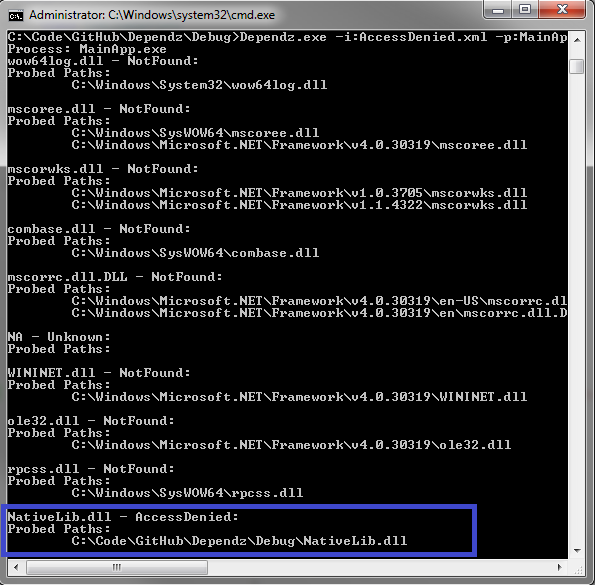 Administrator: C:\Windows\system32\cmd.exe
C:\Code\GitHub\Dependz\Debug>Dependz.exe -i:AccessDenied.xml -p:MainAp
Process: MainApp.exe
wow64log.dll - NotFound:
Probed Paths:
C:\Windows\System32\wow64log.dll
mscoree.dll - NotFound:
Probed Paths:
C:\Windows\SysWOW64\mscoree.dll
C:\Windows\Microsoft.NET\Framework\v4.0.30319\mscoree.dll
mscorwks.dll - NotFound:
Probed Paths:
C:\Windows\Microsoft.NET\Framework\v1.0.3705\mscorwks.dll
C:\Windows\Microsoft.NET\Framework\v1.1.4322\mscorwks.dll
combase.dll - NotFound:
Probed Paths:
C:\Windows\SysWOW64\combase.dll
mscorrc.dll.DLL - NotFound:
Probed Paths:
C:\Windows\Microsoft.NET\Framework\v4.0.30319\en-US\mscorrc.dl
C:\Windows\Microsoft.NET\Framework\v4.0.30319\en\mscorrc.dll.D
NA - Unknown:
Probed Paths:
WININET.dll - NotFound:
Probed Paths:
C:\Windows\Microsoft.NET\Framework\v4.0.30319\WININET.dll
ole32.dll - NotFound:
Probed Paths:
C:\Windows\Microsoft.NET\Framework\v4.0.30319\ole32.dll
rpcss.dll - NotFound:
Probed Paths:
C:\Windows\SysWOW64\rpcss.dll
NativeLib.dll - AccessDenied:
Probed Paths:
C:\Code\GitHub\Dependz\Debug\NativeLib.dll